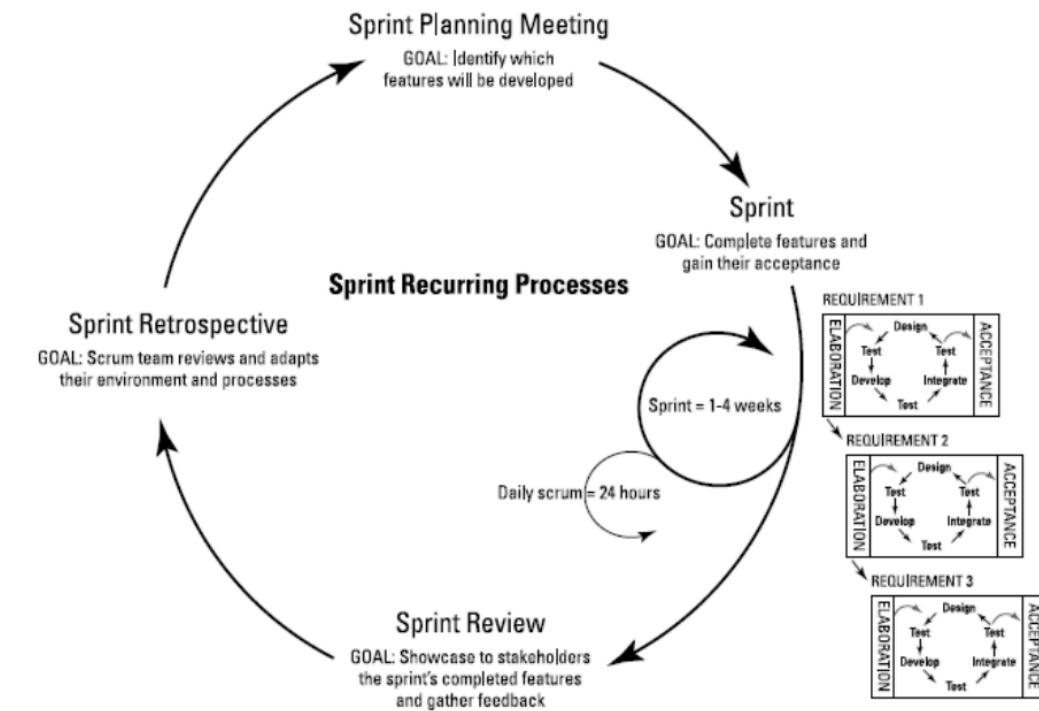 Sprint Planning Meeting
GOAL: Identify which
features will be developed
Sprint
GOAL: Complete features and
gain their acceptance
Sprint Recurring Processes
REQUIREMENT 1
ELABORATION
Design
Test
Test
Develop
Integrate
Test
ACCEPTANCE
Sprint Retrospective
GOAL: Scrum team reviews and adapts
their environment and processes
Sprint = 1-4 weeks
REQUIREMENT 2
ELABORATION
Design
Test
Test
Develop
Integrate
Test
ACCEPTANCE
Daily scrum = 24 hours
REQUIREMENT 3
ELABORATION
Design
Test
Test
Develop
Integrate
Test
ACCEPTANCE
Sprint Review
GOAL: Showcase to stakeholders
the sprint's completed features
and gather feedback